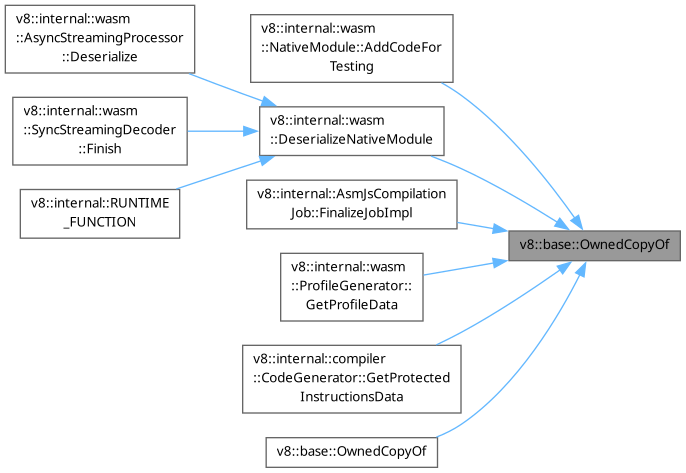 v8::internal::wasm
::AsyncStreamingProcessor
::Deserialize
v8::internal::wasm
::SyncStreamingDecoder
::Finish
v8::internal::RUNTIME
_FUNCTION
v8::internal::wasm
::NativeModule::AddCodeFor
Testing
v8::internal::wasm
::DeserializeNativeModule
v8::internal::AsmJsCompilation
Job::FinalizeJobImpl
v8::internal::wasm
::ProfileGenerator::
GetProfileData
v8::internal::compiler
::CodeGenerator::GetProtected
InstructionsData
v8::base::OwnedCopyOf
v8::base::OwnedCopyOf